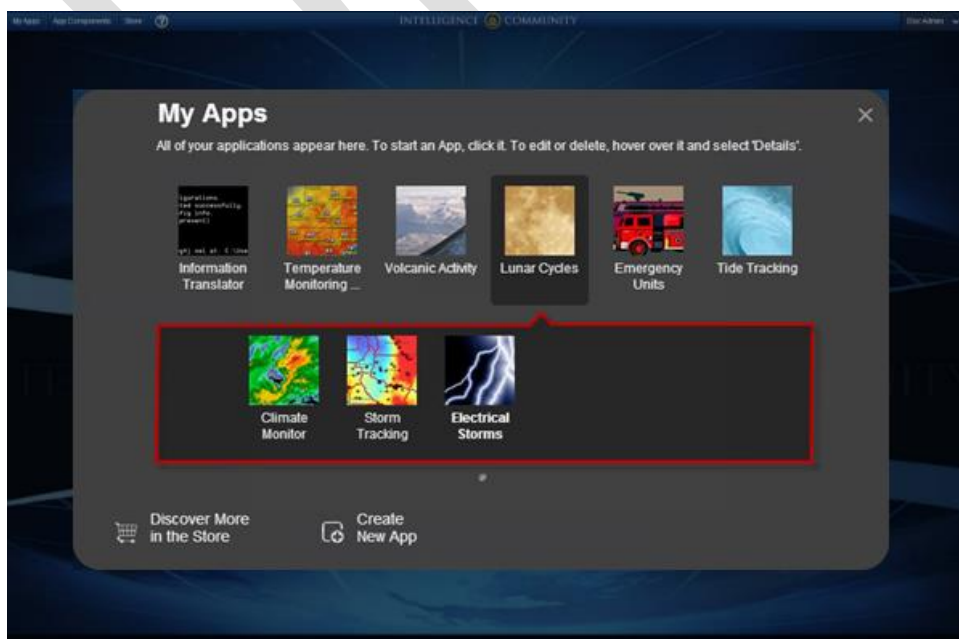 My Apps App Components Store ?
INTELLIGENCE COMMUNITY
My Apps
All of your applications appear here. To start an App, click it. To edit or delete, hover over it and select 'Details'.
Information
Translator
Temperature
Monitoring ...
Volcanic Activity
Lunar Cycles
Emergency
Units
Tide Tracking
Climate
Monitor
Storm
Tracking
Electrical
Storms
Discover More
in the Store
Create
New App